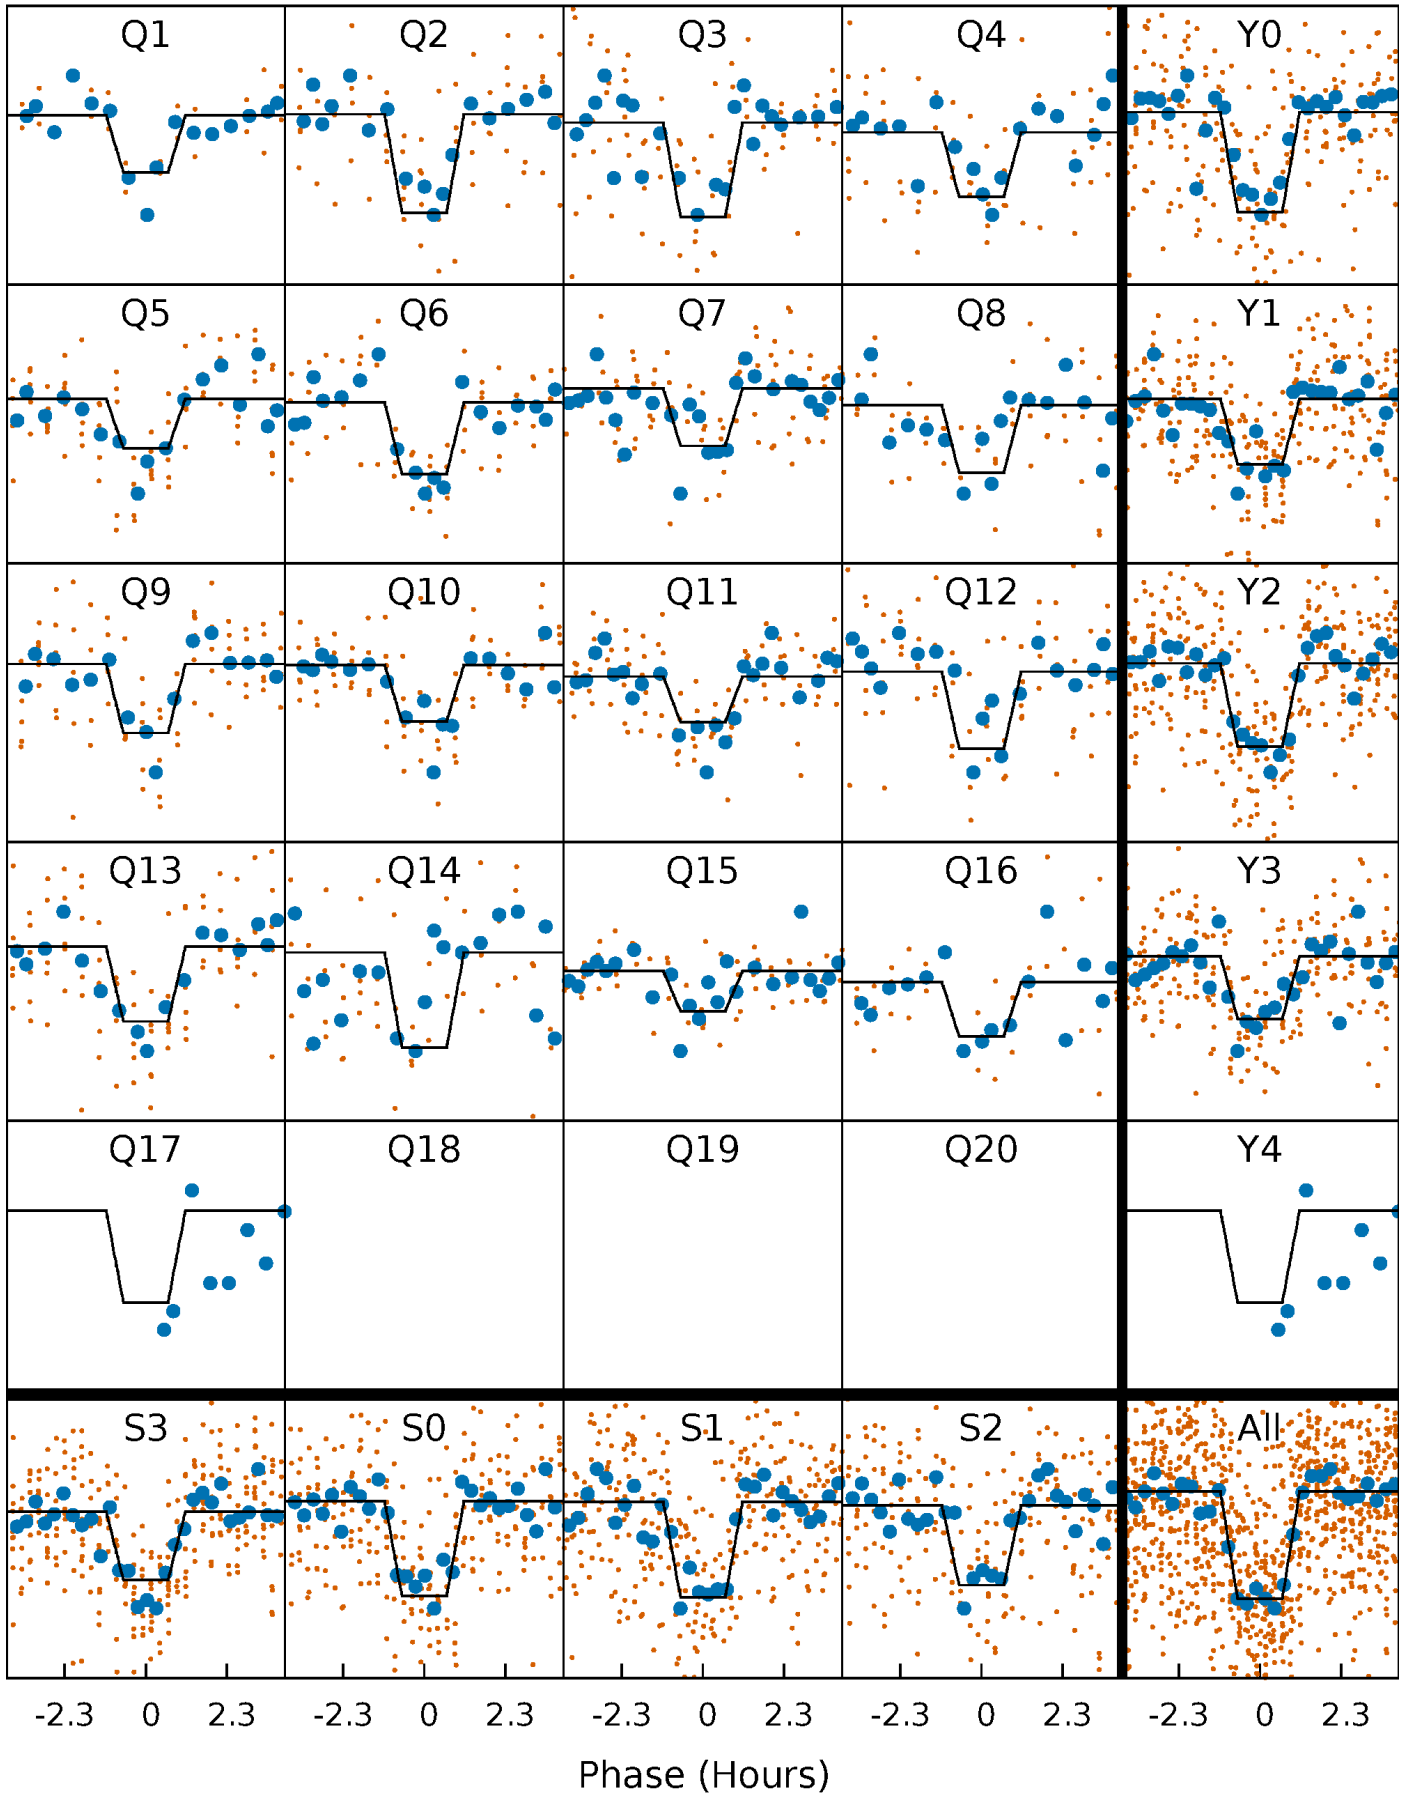 Q1 Q2 Q3 Q4 Y0
Q5 Q6 Q7 Q8 Y1
Q9 Q10 Q11 Q12 Y2
Q13 Q14 Q15 Q16 Y3
Q17 Q18 Q19 Q20 Y4
S3 S0 S1 S2 All
-2.3 0 2.3 -2.3 0 2.3 -2.3 0 2.3 -2.3 0 2.3 -2.3 0 2.3
Phase (Hours)